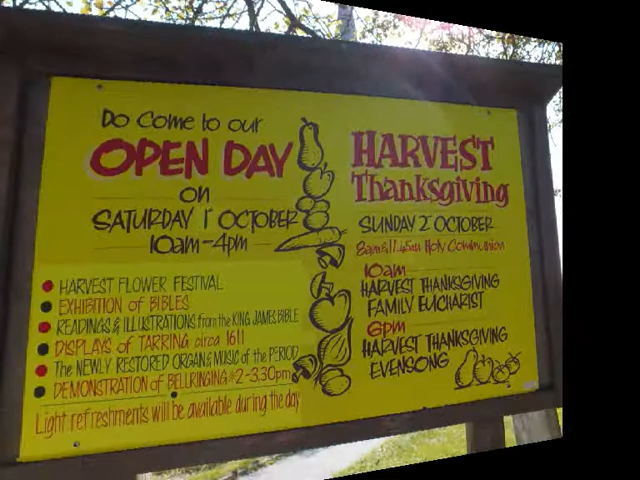 Do Come to our
OPEN DAY
on
SATURDAY 1st OCTOBER
10am-4pm
HARVEST FLOWER FESTIVAL
EXHIBITION of BIBLES
READINGS & ILLUSTRATIONS from the KING JAMES BIBLE
DISPLAYS of TARRING circa 1611
The NEWLY RESTORED ORGAN & MUSIC of the PERIOD
DEMONSTRATION of BELLRINGING 2-3.30pm
Light refreshments will be available during the day
HARVEST
Thanksgiving
SUNDAY 2nd OCTOBER
8am & 11.45am Holy Communion
10am
HARVEST THANKSGIVING
FAMILY EUCHARIST
6pm
HARVEST THANKSGIVING
EVENSONG